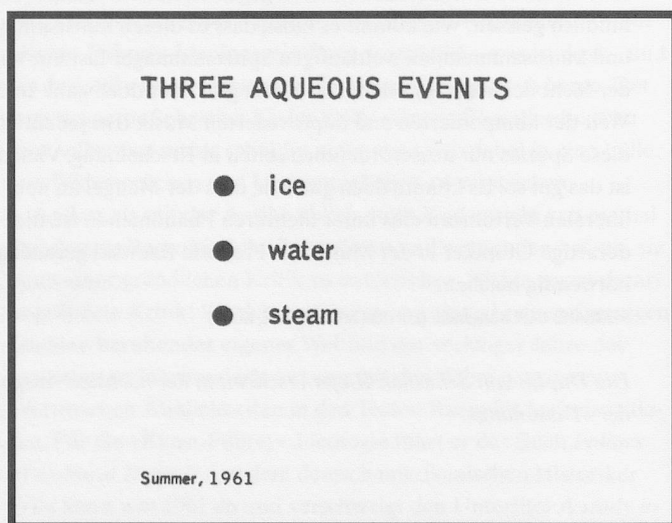 THREE AQUEOUS EVENTS
● ice
● water
● steam
Summer, 1961